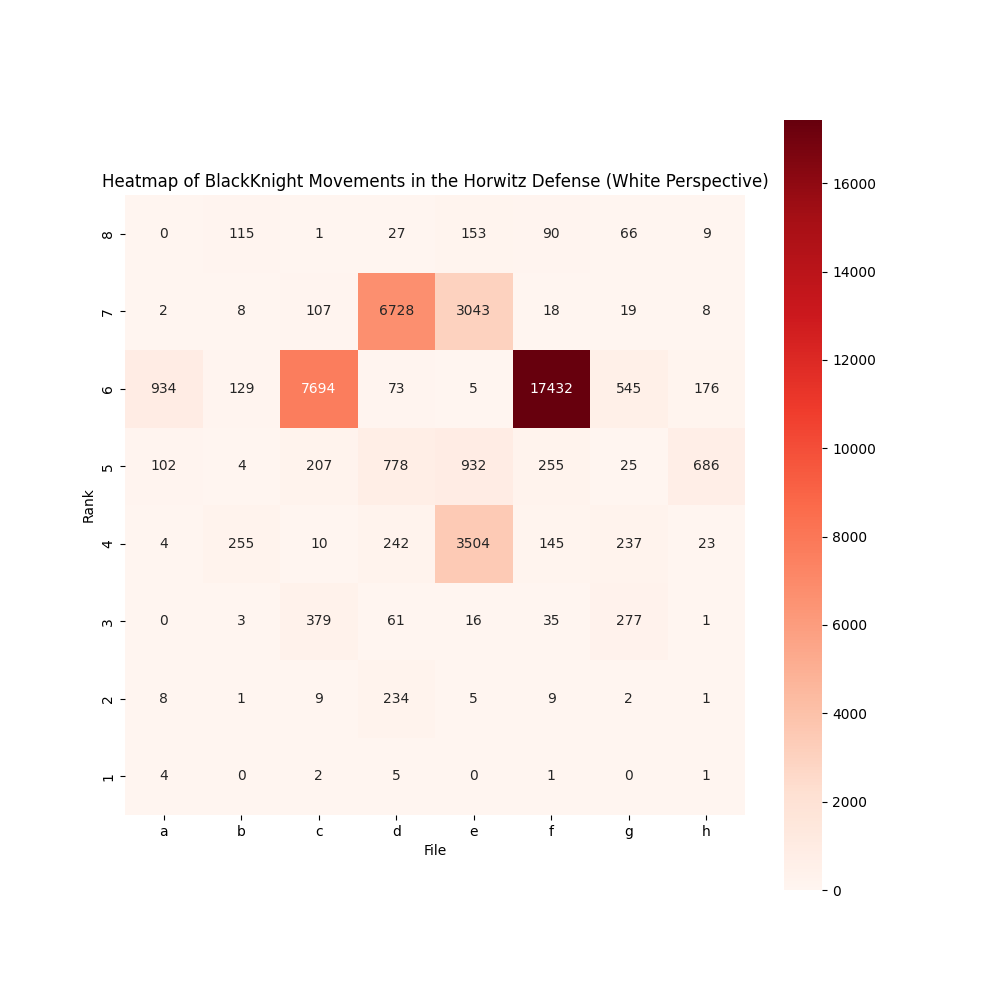 Heatmap of BlackKnight Movements in the Horwitz Defense (White Perspective)
8 0 115 1 27 153 90 66 9
7 2 8 107 6728 3043 18 19 8
6 934 129 7694 73 5 17432 545 176
5 102 4 207 778 932 255 25 686
4 4 255 10 242 3504 145 237 23
3 0 3 379 61 16 35 277 1
2 8 1 9 234 5 9 2 1
1 4 0 2 5 0 1 0 1
a b c d e f g h
Rank
File
16000
14000
12000
10000
8000
6000
4000
2000
0